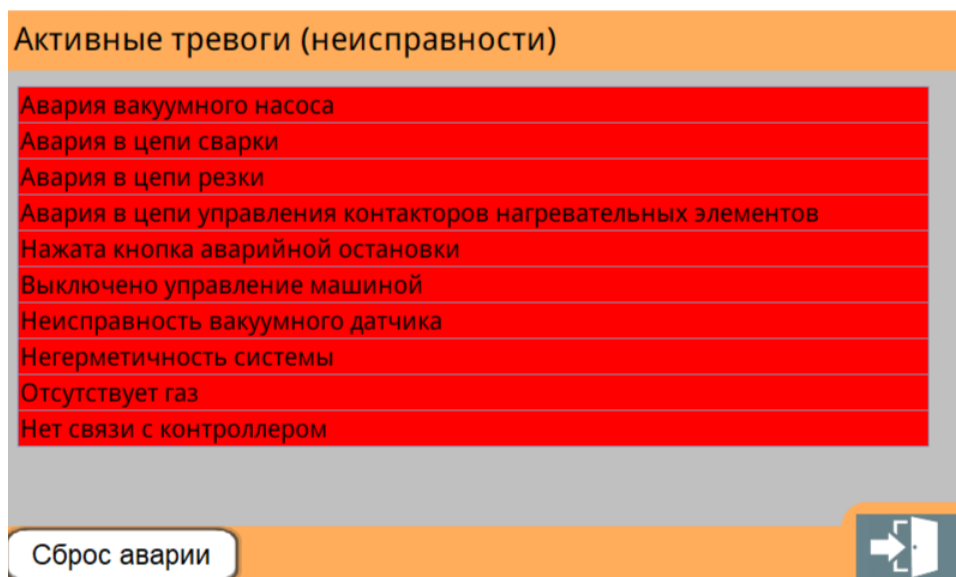 Активные тревоги (неисправности)
Авария вакуумного насоса
Авария в цепи сварки
Авария в цепи резки
Авария в цепи управления контакторов нагревательных элементов
Нажата кнопка аварийной остановки
Выключено управление машиной
Неисправность вакуумного датчика
Негерметичность системы
Отсутствует газ
Нет связи с контроллером
Сброс аварии